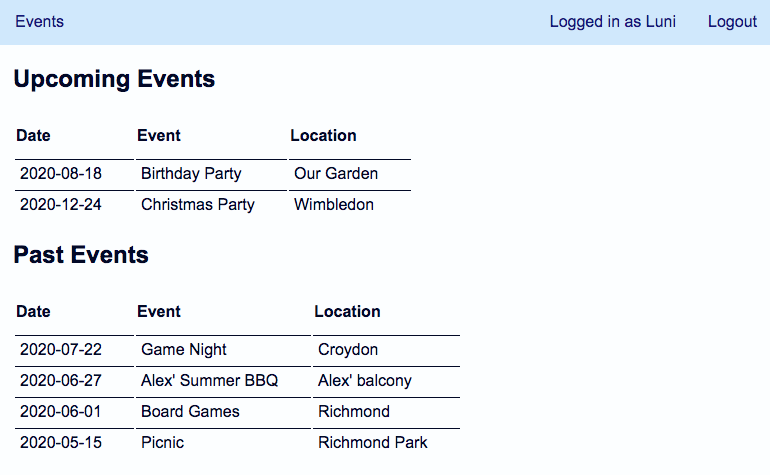 Events Logged in as Luni Logout
Upcoming Events
Date Event Location
2020-08-18 Birthday Party Our Garden
2020-12-24 Christmas Party Wimbledon
Past Events
Date Event Location
2020-07-22 Game Night Croydon
2020-06-27 Alex' Summer BBQ Alex' balcony
2020-06-01 Board Games Richmond
2020-05-15 Picnic Richmond Park